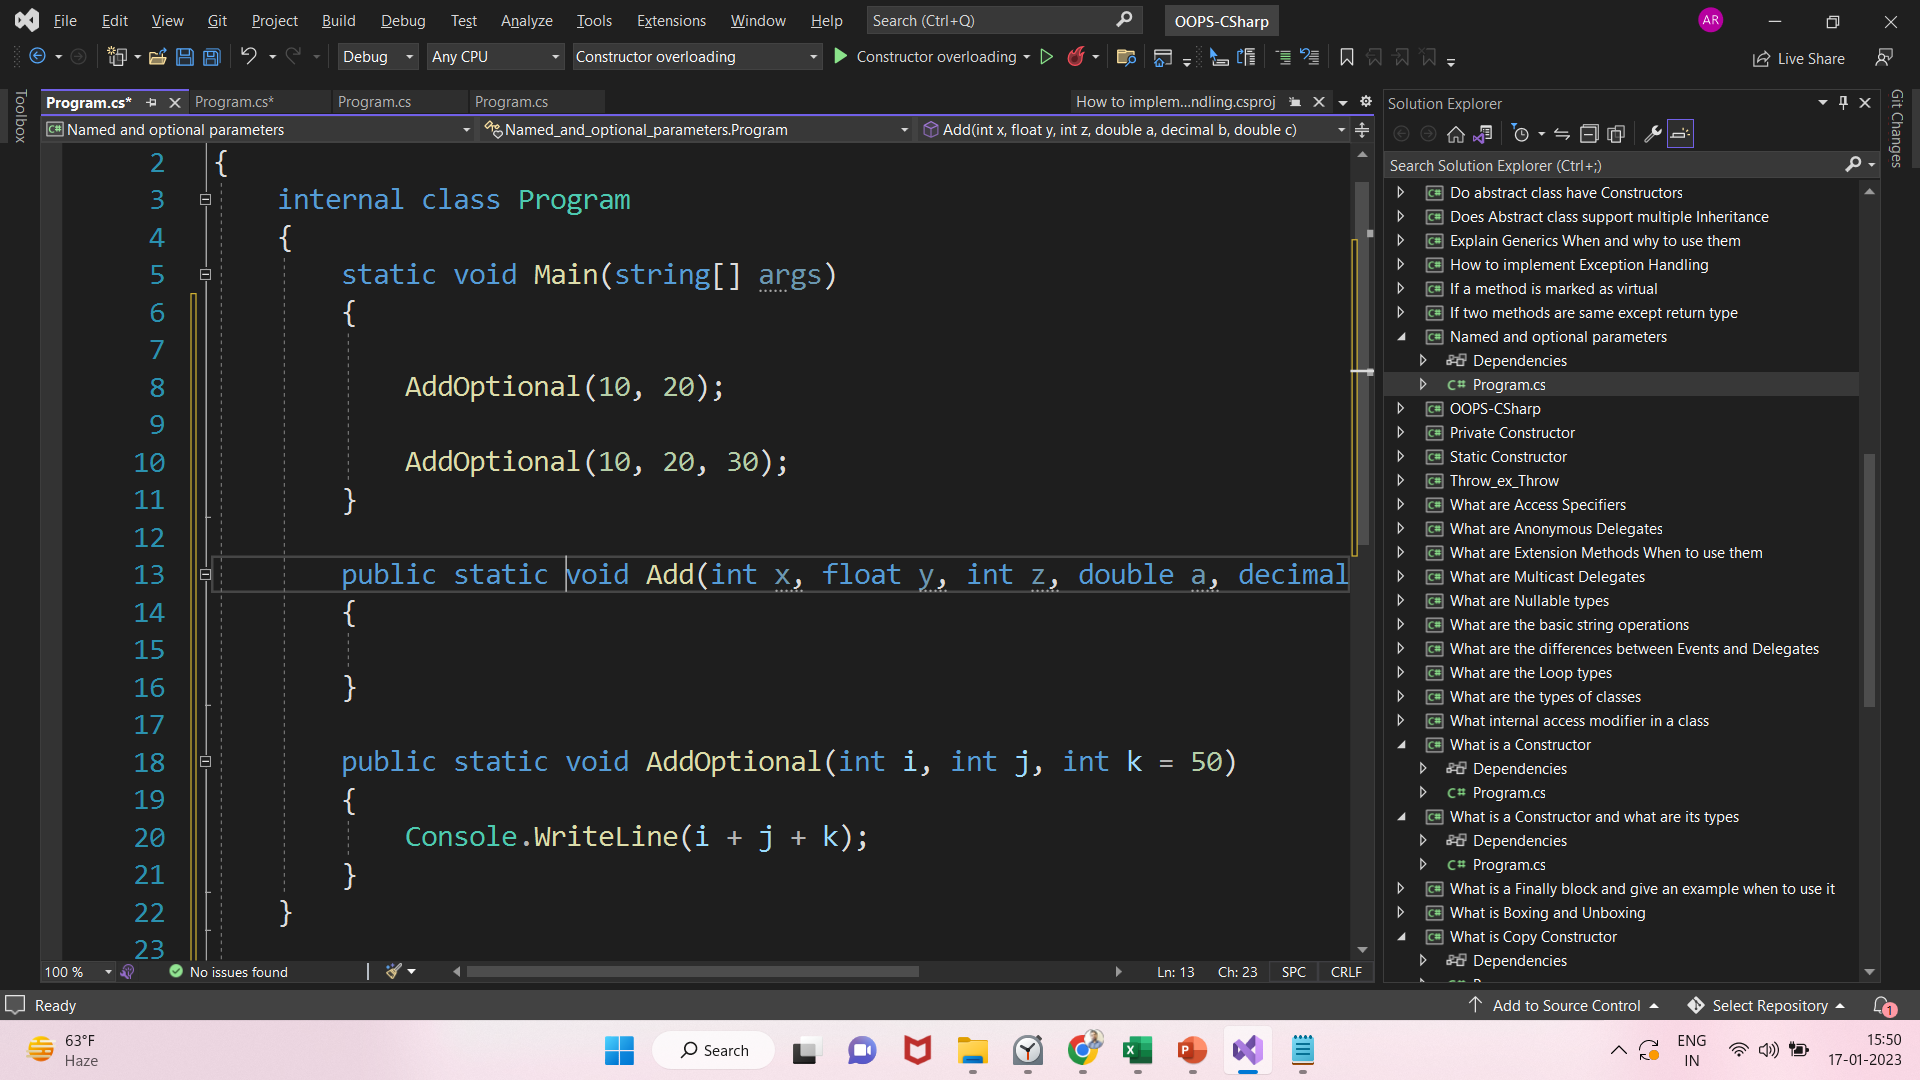 File Edit View Git Project Build Debug Test Analyze Tools Extensions Window Help Search (Ctrl+Q) OOPS-CSharp AR
Debug Any CPU Constructor overloading Constructor overloading Live Share
Toolbox
Program.cs* Program.cs* Program.cs Program.cs How to implem...ndling.csproj
Named and optional parameters Named_and_optional_parameters.Program Add(int x, float y, int z, double a, decimal b, double c)
2 {
3 internal class Program
4 {
5 static void Main(string[] args)
6 {
7
8 AddOptional(10, 20);
9
10 AddOptional(10, 20, 30);
11 }
12
13 public static void Add(int x, float y, int z, double a, decimal
14 {
15
16 }
17
18 public static void AddOptional(int i, int j, int k = 50)
19 {
20 Console.WriteLine(i + j + k);
21 }
22 }
23
100 % No issues found Ln: 13 Ch: 23 SPC CRLF
Solution Explorer
Search Solution Explorer (Ctrl+;)
Do abstract class have Constructors
Does Abstract class support multiple Inheritance
Explain Generics When and why to use them
How to implement Exception Handling
If a method is marked as virtual
If two methods are same except return type
Named and optional parameters
Dependencies
C# Program.cs
OOPS-CSharp
Private Constructor
Static Constructor
Throw_ex_Throw
What are Access Specifiers
What are Anonymous Delegates
What are Extension Methods When to use them
What are Multicast Delegates
What are Nullable types
What are the basic string operations
What are the differences between Events and Delegates
What are the Loop types
What are the types of classes
What internal access modifier in a class
What is a Constructor
Dependencies
C# Program.cs
What is a Constructor and what are its types
Dependencies
C# Program.cs
What is a Finally block and give an example when to use it
What is Boxing and Unboxing
What is Copy Constructor
Dependencies
Git Changes
Ready Add to Source Control Select Repository 1
63°F
Haze
Search
ENG
IN
15:50
17-01-2023